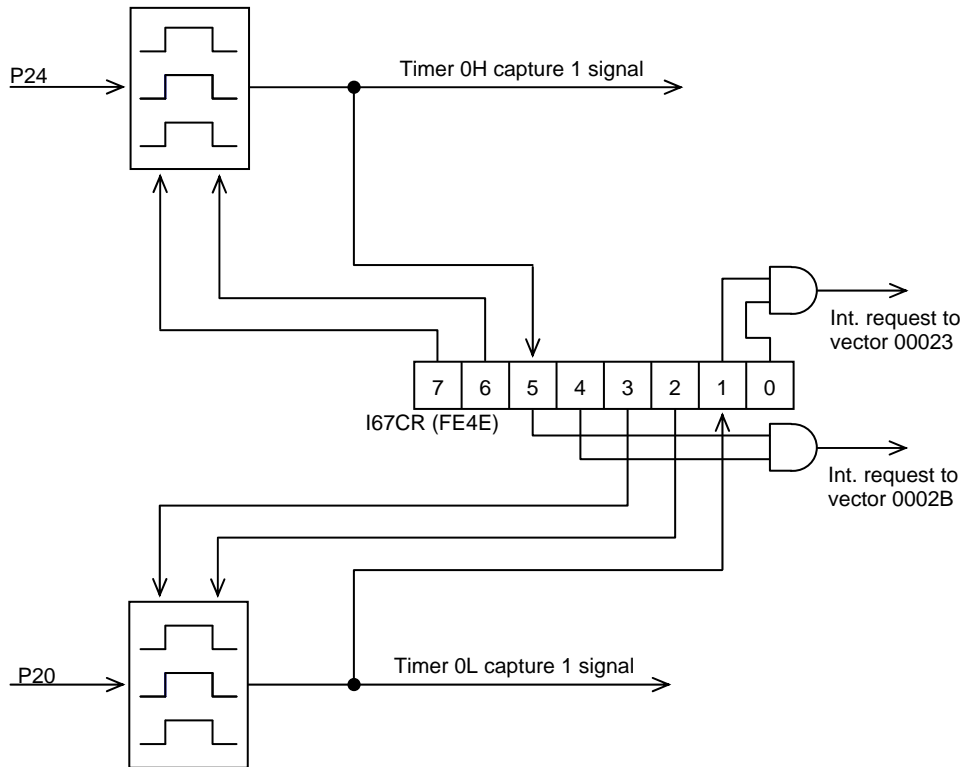 P24
Timer 0H capture 1 signal
Int. request to
vector 00023
7 6 5 4 3 2 1 0
I67CR (FE4E)
Int. request to
vector 0002B
P20
Timer 0L capture 1 signal